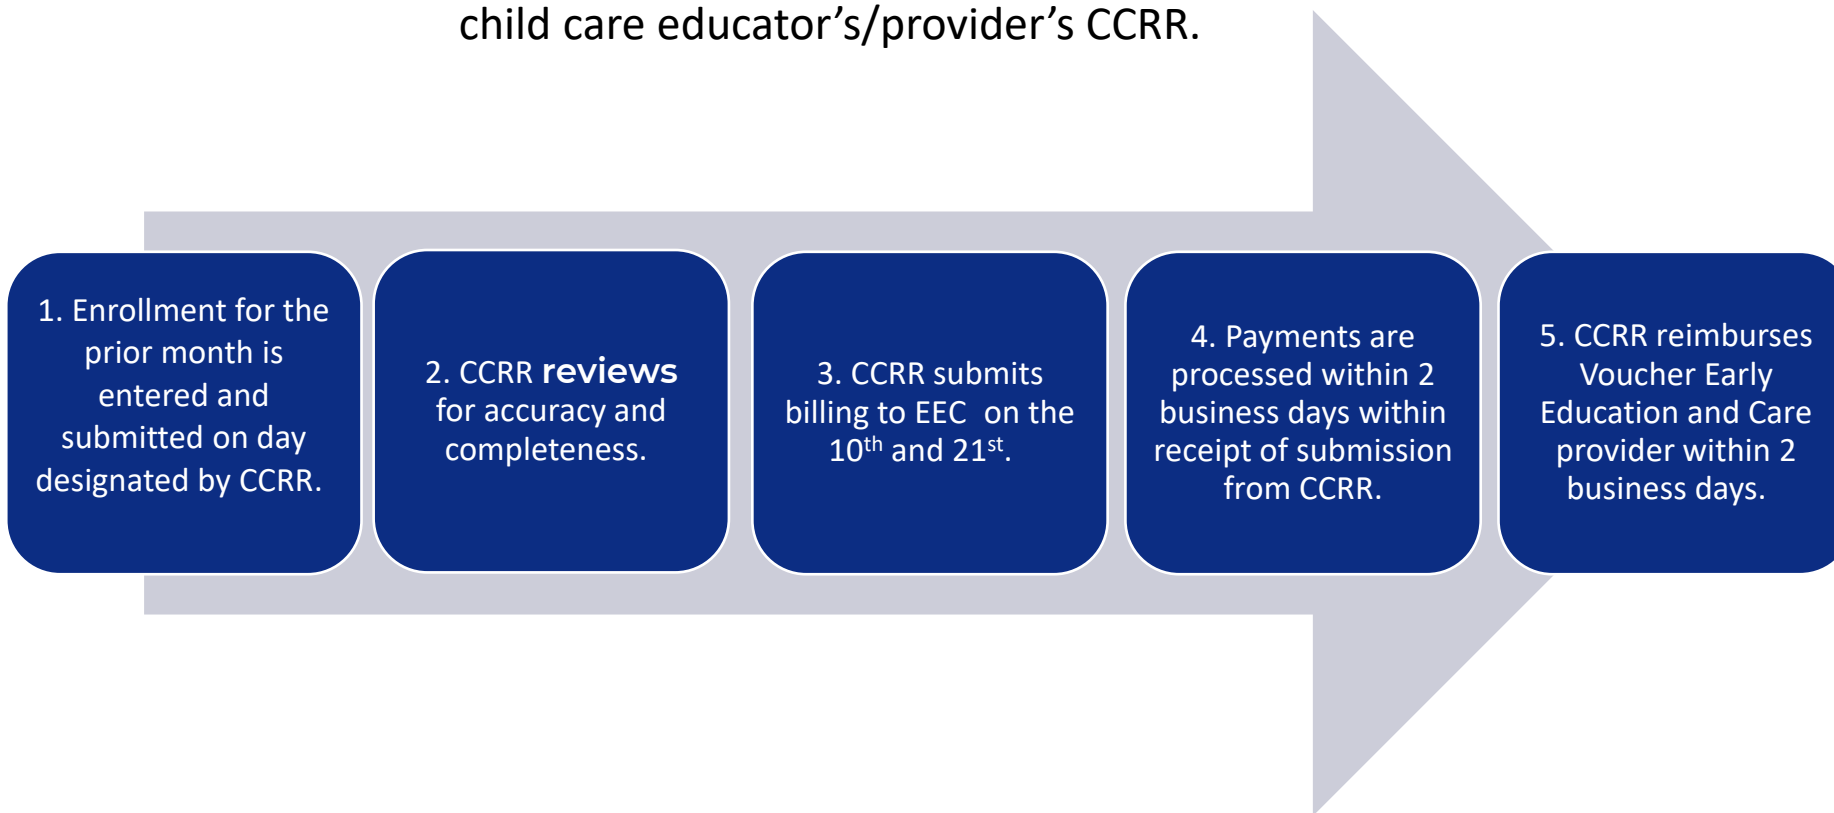 child care educator’s/provider’s CCRR.
1. Enrollment for the
prior month is
entered and
submitted on day
designated by CCRR.
2. CCRR reviews
for accuracy and
completeness.
3. CCRR submits
billing to EEC on the
10th and 21st.
4. Payments are
processed within 2
business days within
receipt of submission
from CCRR.
5. CCRR reimburses
Voucher Early
Education and Care
provider within 2
business days.